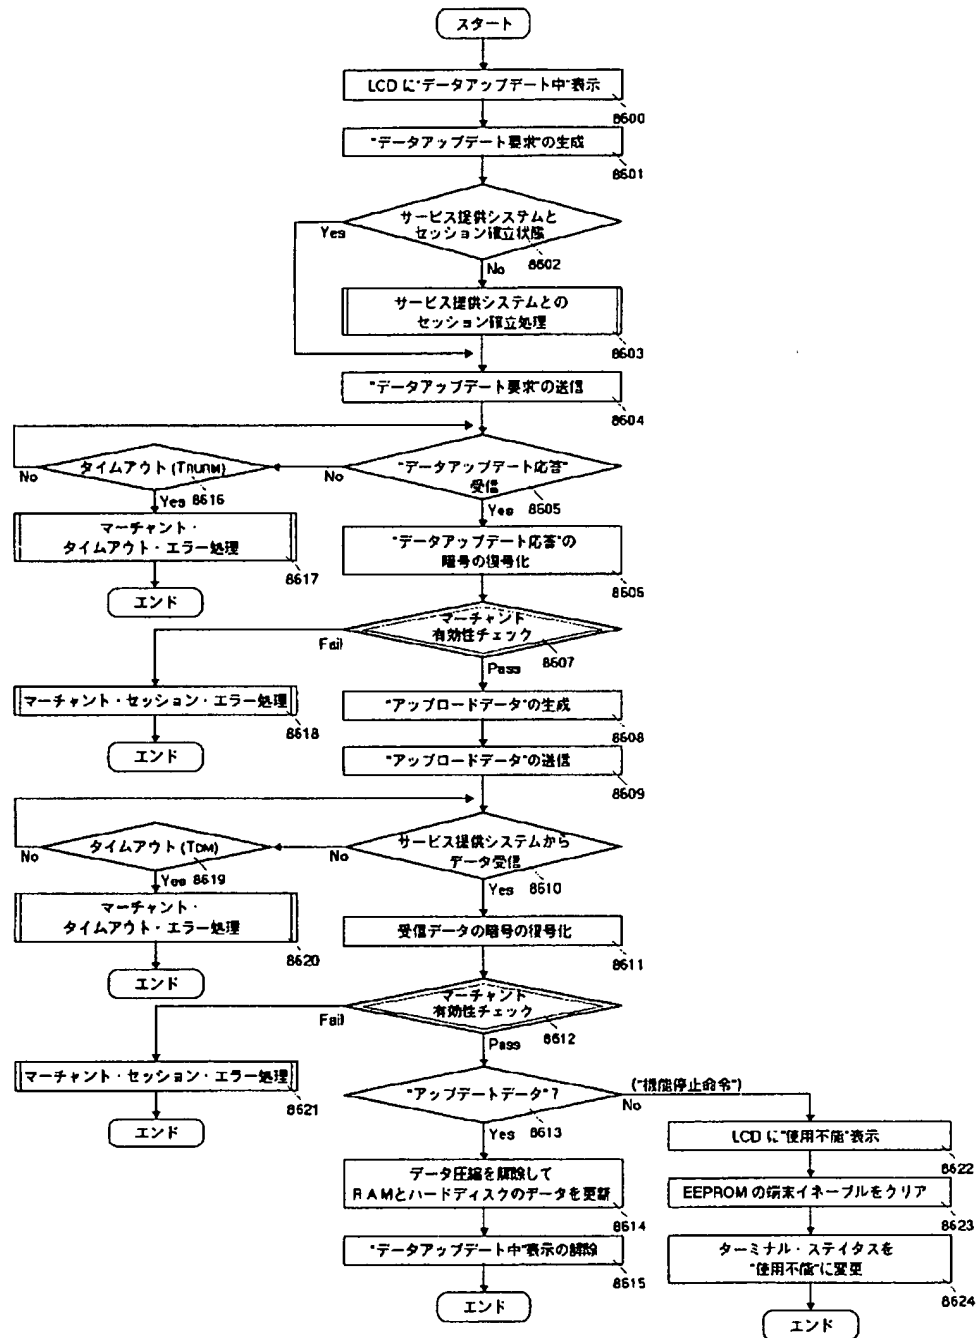 スタート
LCD に"データアップデート中"表示
8600
"データアップデート要求"の生成
8601
サービス提供システムと
セッション確立状態
Yes
8602
No
サービス提供システムとの
セッション確立処理
8603
"データアップデート要求"の送信
8604
"データアップデート応答"
受信
No
8605
Yes
タイムアウト (TRURM)
No
Yes
8616
マーチャント・
タイムアウト・エラー処理
8617
エンド
"データアップデート応答"の
暗号の復号化
8606
マーチャント
有効性チェック
Fail
8607
Pass
マーチャント・セッション・エラー処理
8618
エンド
"アップロードデータ"の生成
8608
"アップロードデータ"の送信
8609
サービス提供システムから
データ受信
No
8610
Yes
タイムアウト (TDM)
No
Yes
8619
マーチャント・
タイムアウト・エラー処理
8620
エンド
受信データの暗号の復号化
8611
マーチャント
有効性チェック
Fail
8612
Pass
マーチャント・セッション・エラー処理
8621
エンド
"アップデートデータ"?
("機能停止命令")
No
8613
Yes
データ圧縮を解除して
RAMとハードディスクのデータを更新
8614
"データアップデート中"表示の解除
8615
エンド
LCD に"使用不能"表示
8622
EEPROM の端末イネーブルをクリア
8623
ターミナル・ステイタスを
"使用不能"に変更
8624
エンド